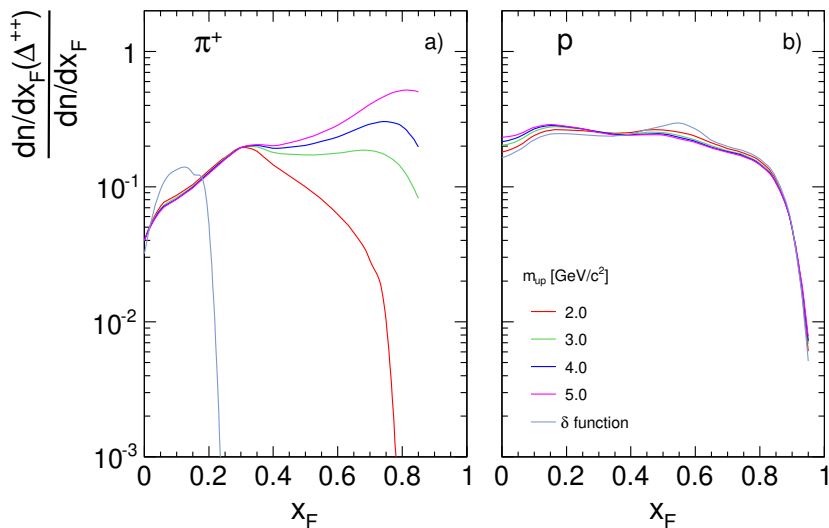 dn/dx_F(Δ⁺⁺)
dn/dx_F
π⁺ a)
p b)
1
10⁻¹
10⁻²
10⁻³
m_up [GeV/c²]
2.0
3.0
4.0
5.0
δ function
0 0.2 0.4 0.6 0.8 1
0 0.2 0.4 0.6 0.8 1
x_F x_F